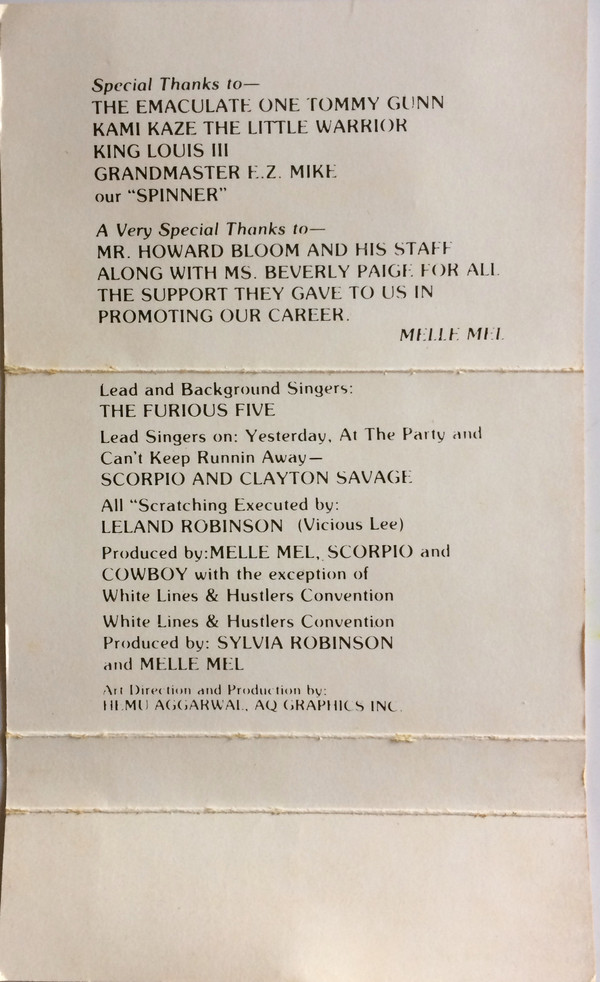 Special Thanks to—
THE EMACULATE ONE TOMMY GUNN
KAMI KAZE THE LITTLE WARRIOR
KING LOUIS III
GRANDMASTER E.Z. MIKE
our “SPINNER”
A Very Special Thanks to—
MR. HOWARD BLOOM AND HIS STAFF
ALONG WITH MS. BEVERLY PAIGE FOR ALL
THE SUPPORT THEY GAVE TO US IN
PROMOTING OUR CAREER.
MELLE MEL
Lead and Background Singers:
THE FURIOUS FIVE
Lead Singers on: Yesterday, At The Party and
Can't Keep Runnin Away—
SCORPIO AND CLAYTON SAVAGE
All “Scratching Executed by:
LELAND ROBINSON (Vicious Lee)
Produced by:MELLE MEL, SCORPIO and
COWBOY with the exception of
White Lines & Hustlers Convention
White Lines & Hustlers Convention
Produced by: SYLVIA ROBINSON
and MELLE MEL
Art Direction and Production by:
HEMU AGGARWAL, AQ GRAPHICS INC.